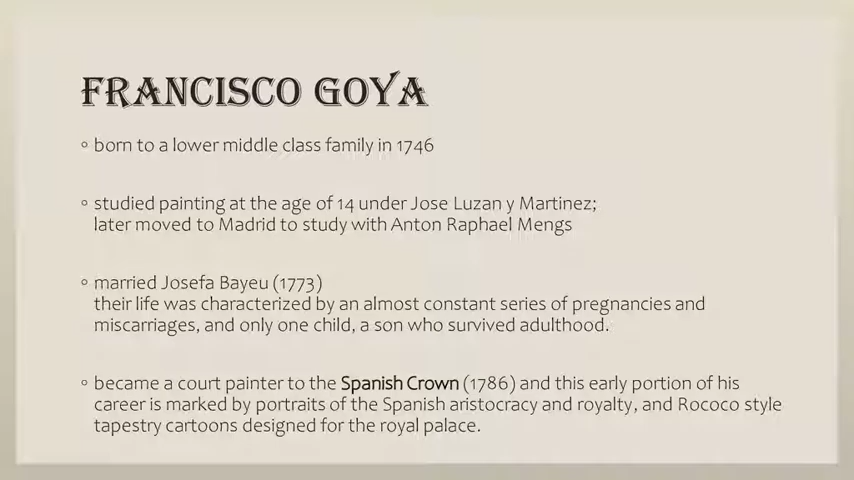 FRANCISCO GOYA
◦ born to a lower middle class family in 1746
◦ studied painting at the age of 14 under Jose Luzan y Martinez;
later moved to Madrid to study with Anton Raphael Mengs
◦ married Josefa Bayeu (1773)
their life was characterized by an almost constant series of pregnancies and
miscarriages, and only one child, a son who survived adulthood.
◦ became a court painter to the Spanish Crown (1786) and this early portion of his
career is marked by portraits of the Spanish aristocracy and royalty, and Rococo style
tapestry cartoons designed for the royal palace.